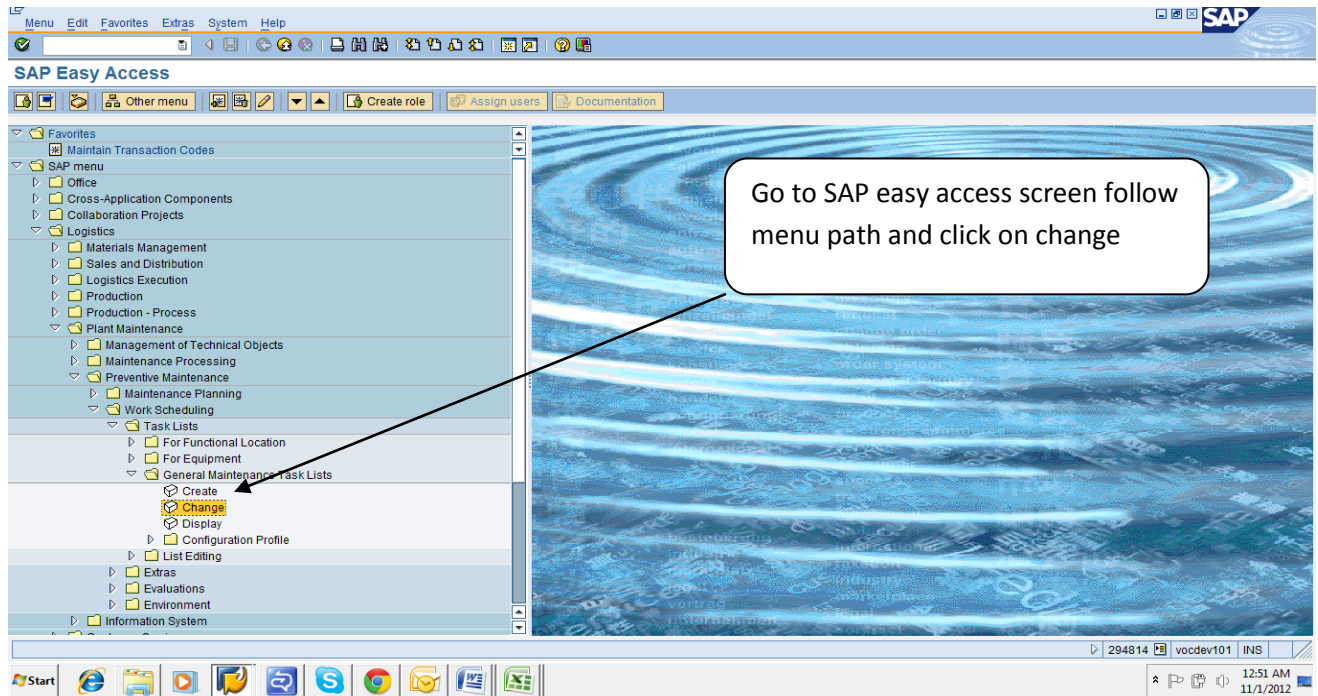 Menu Edit Favorites Extras System Help
SAP
SAP Easy Access
Other menu Create role Assign users Documentation
Favorites
Maintain Transaction Codes
SAP menu
Office
Cross-Application Components
Collaboration Projects
Logistics
Materials Management
Sales and Distribution
Logistics Execution
Production
Production - Process
Plant Maintenance
Management of Technical Objects
Maintenance Processing
Preventive Maintenance
Maintenance Planning
Work Scheduling
Task Lists
For Functional Location
For Equipment
General Maintenance Task Lists
Create
Change
Display
Configuration Profile
List Editing
Extras
Evaluations
Environment
Information System
Go to SAP easy access screen follow
menu path and click on change
294814 vocdev101 INS
Start
12:51 AM
11/1/2012